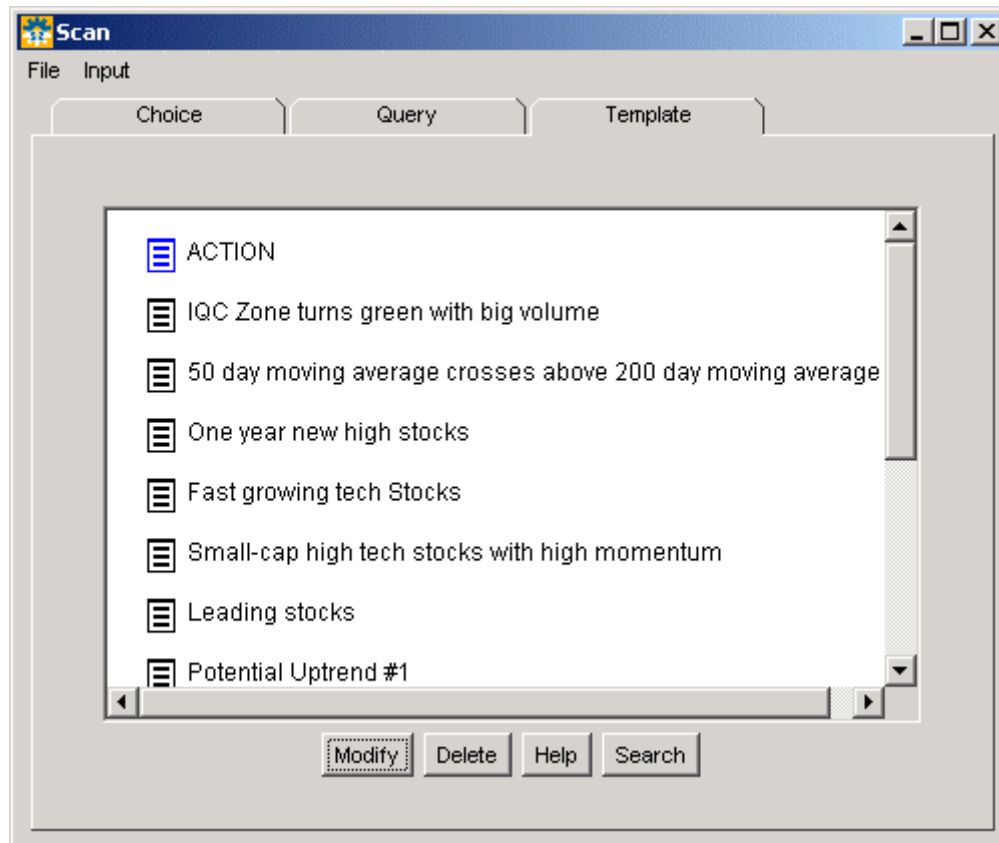 Scan
File Input
Choice Query Template
ACTION
IQC Zone turns green with big volume
50 day moving average crosses above 200 day moving average
One year new high stocks
Fast growing tech Stocks
Small-cap high tech stocks with high momentum
Leading stocks
Potential Uptrend #1
Modify Delete Help Search